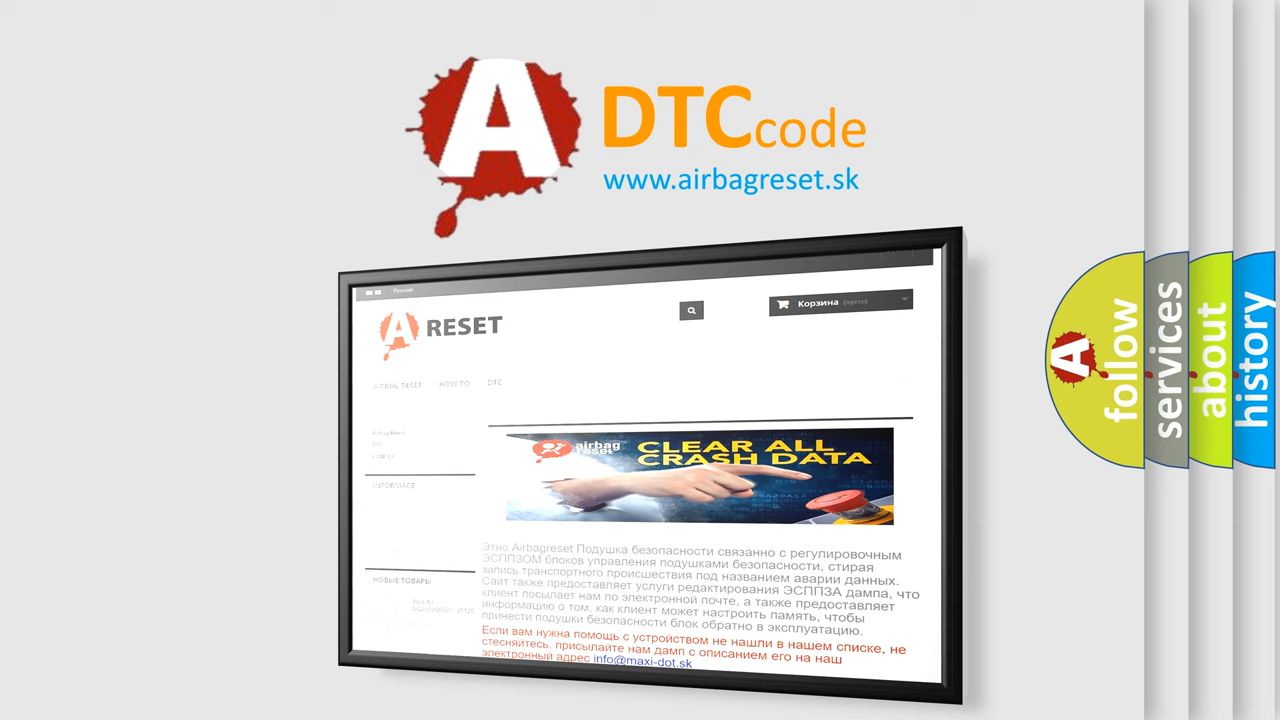 A
DTCcode
www.airbagreset.sk
Русский
A RESET
Корзина (пусто)
AIRBAG RESET HOW TO DTC
INFORMACE
airbag
reset
CLEAR ALL
CRASH DATA
Этно Airbagreset Подушка безопасности связанно с регулировочным
ЭСППЗОМ блоков управления подушками безопасности, стирая
запись транспортного происшествия под названием аварии данных.
Сайт также предоставляет услуги редактирования ЭСППЗА дампа, что
клиент посылает нам по электронной почте, а также предоставляет
информацию о том, как клиент может настроить память, чтобы
принести подушки безопасности блок обратно в эксплуатацию.
Если вам нужна помощь с устройством не нашли в нашем списке, не
стесняйтесь, присылайте нам дамп с описанием его на наш
электронный адрес info@maxi-dot.sk
НОВЫЕ ТОВАРЫ
A
follow
services
about
history